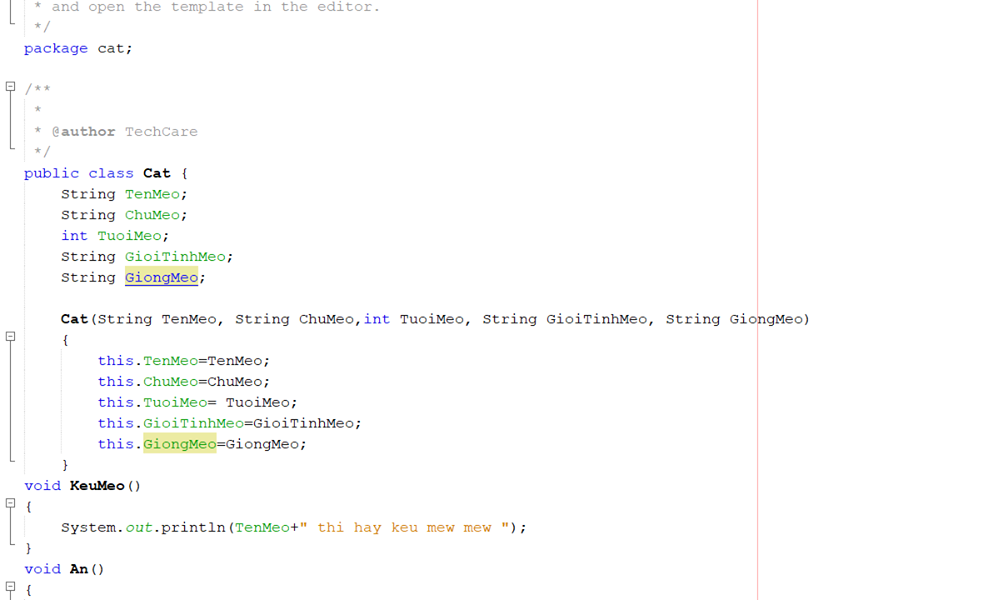 * and open the template in the editor.
*/
package cat;
/**
*
* @author TechCare
*/
public class Cat {
String TenMeo;
String ChuMeo;
int TuoiMeo;
String GioiTinhMeo;
String GiongMeo;
Cat(String TenMeo, String ChuMeo,int TuoiMeo, String GioiTinhMeo, String GiongMeo)
{
this.TenMeo=TenMeo;
this.ChuMeo=ChuMeo;
this.TuoiMeo= TuoiMeo;
this.GioiTinhMeo=GioiTinhMeo;
this.GiongMeo=GiongMeo;
}
void KeuMeo()
{
System.out.println(TenMeo+" thi hay keu mew mew ");
}
void An()
{